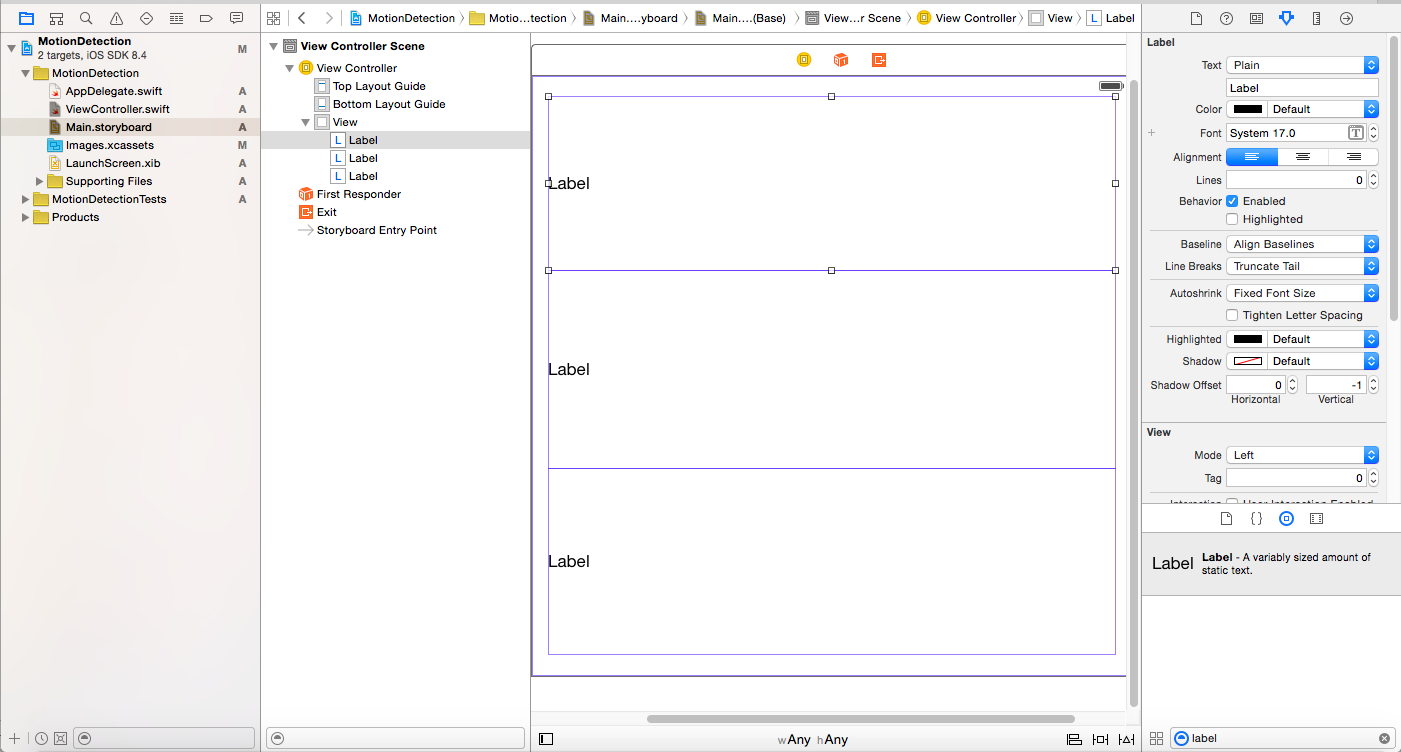 MotionDetection
Motio...tection
Main....yboard
Main....(Base)
View...r Scene
View Controller
View
L Label
MotionDetection
2 targets, iOS SDK 8.4
M
MotionDetection
AppDelegate.swift
A
ViewController.swift
A
Main.storyboard
A
Images.xcassets
M
LaunchScreen.xib
A
Supporting Files
A
MotionDetectionTests
A
Products
View Controller Scene
View Controller
Top Layout Guide
Bottom Layout Guide
View
L Label
L Label
L Label
First Responder
Exit
Storyboard Entry Point
Label
Label
Label
wAny hAny
Label
Text Plain
Label
Color Default
+ Font System 17.0 T
Alignment
Lines 0
Behavior Enabled
Highlighted
Baseline Align Baselines
Line Breaks Truncate Tail
Autoshrink Fixed Font Size
Tighten Letter Spacing
Highlighted Default
Shadow Default
Shadow Offset 0 -1
Horizontal Vertical
View
Mode Left
Tag 0
Interaction User Interaction Enabled
{}
Label Label - A variably sized amount of
static text.
label